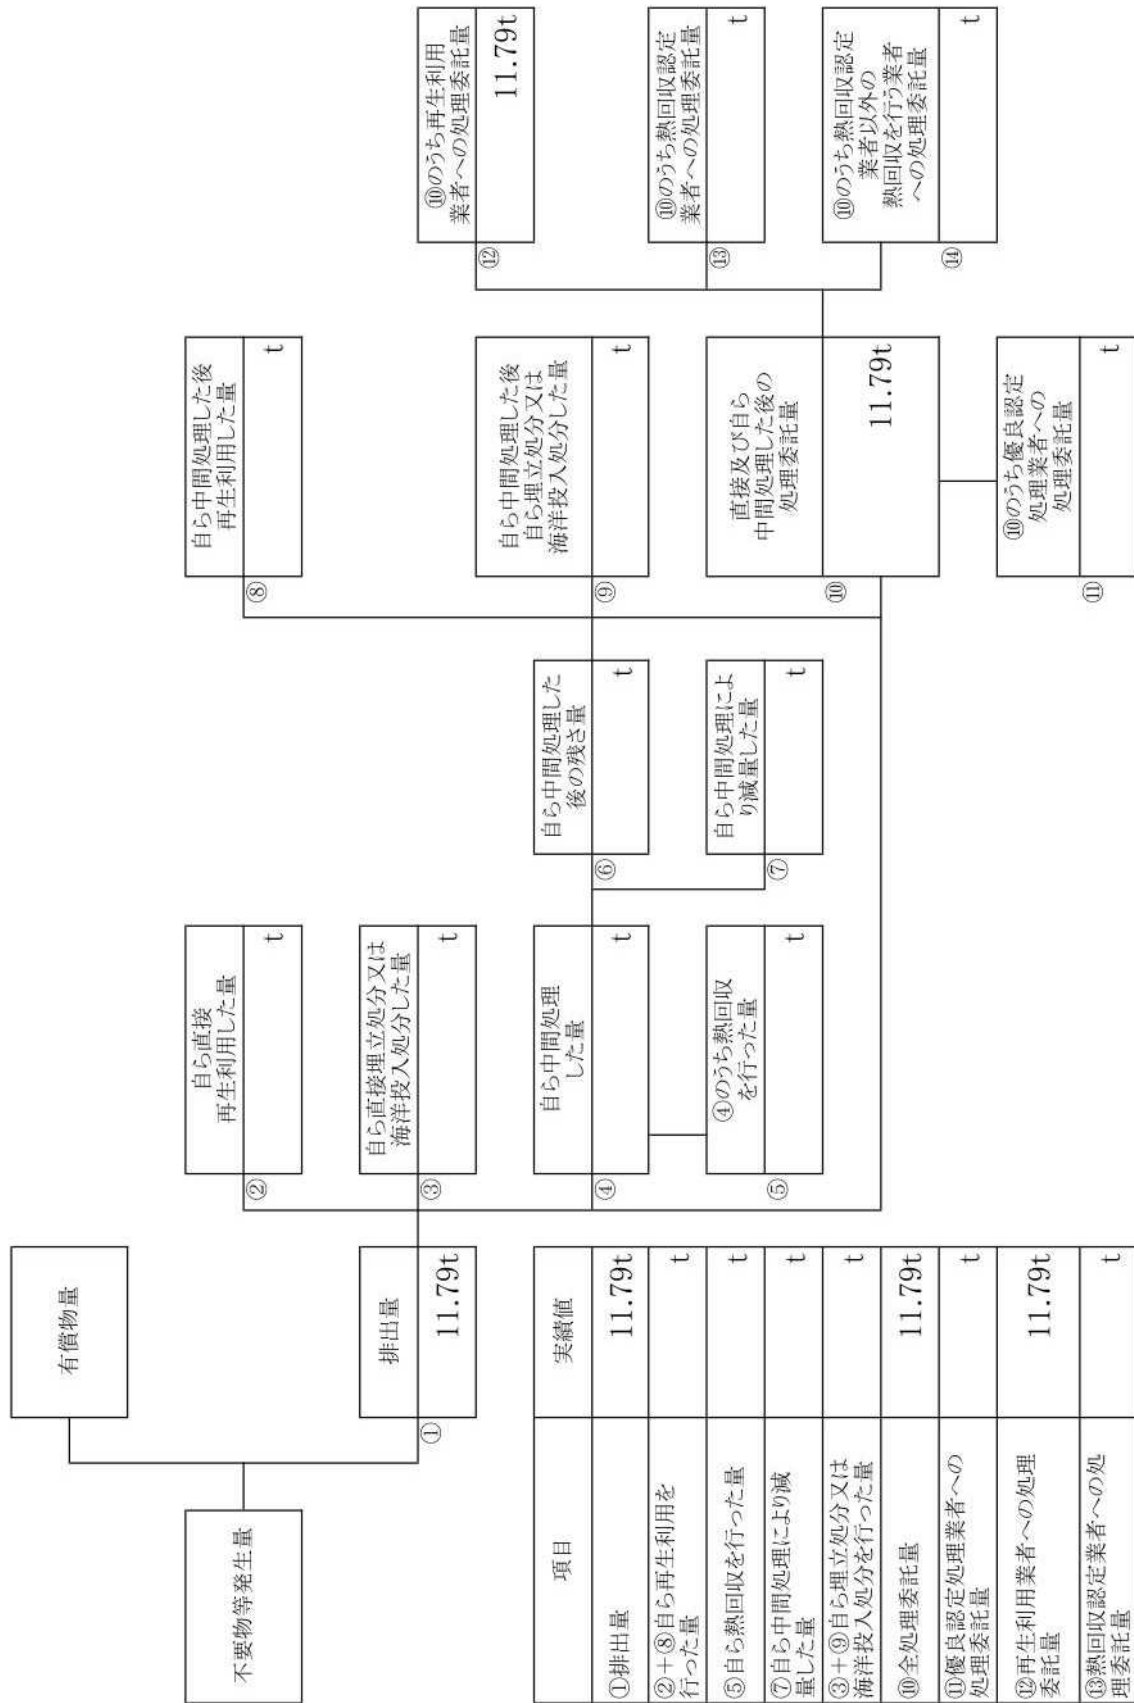 不要物等発生量
有償物量
①
排出量
11.79t
②
自ら直接
再生利用した量
t
③
自ら直接埋立処分又は
海洋投入処分した量
t
④
自ら中間処理
した量
t
⑤
④のうち熱回収
を行った量
t
⑥
自ら中間処理した
後の残さ量
t
⑦
自ら中間処理によ
り減量した量
t
⑧
自ら中間処理した後
再生利用した量
t
⑨
自ら中間処理した後
自ら埋立処分又は
海洋投入処分した量
t
⑩
直接及び自ら
中間処理した後の
処理委託量
11.79t
⑪
⑩のうち優良認定
処理業者への
処理委託量
t
⑫
⑩のうち再生利用
業者への処理委託量
11.79t
⑬
⑩のうち熱回収認定
業者への処理委託量
t
⑭
⑩のうち熱回収認定
業者以外の
熱回収を行う業者
への処理委託量
t
項目
実績値
①排出量
11.79t
②+⑧自ら再生利用を
行った量
t
⑤自ら熱回収を行った量
t
⑦自ら中間処理により減
量した量
t
③+⑨自ら埋立処分又は
海洋投入処分を行った量
t
⑩全処理委託量
11.79t
⑪優良認定処理業者への
処理委託量
t
⑫再生利用業者への処理
委託量
11.79t
⑬熱回収認定業者への処
理委託量
t